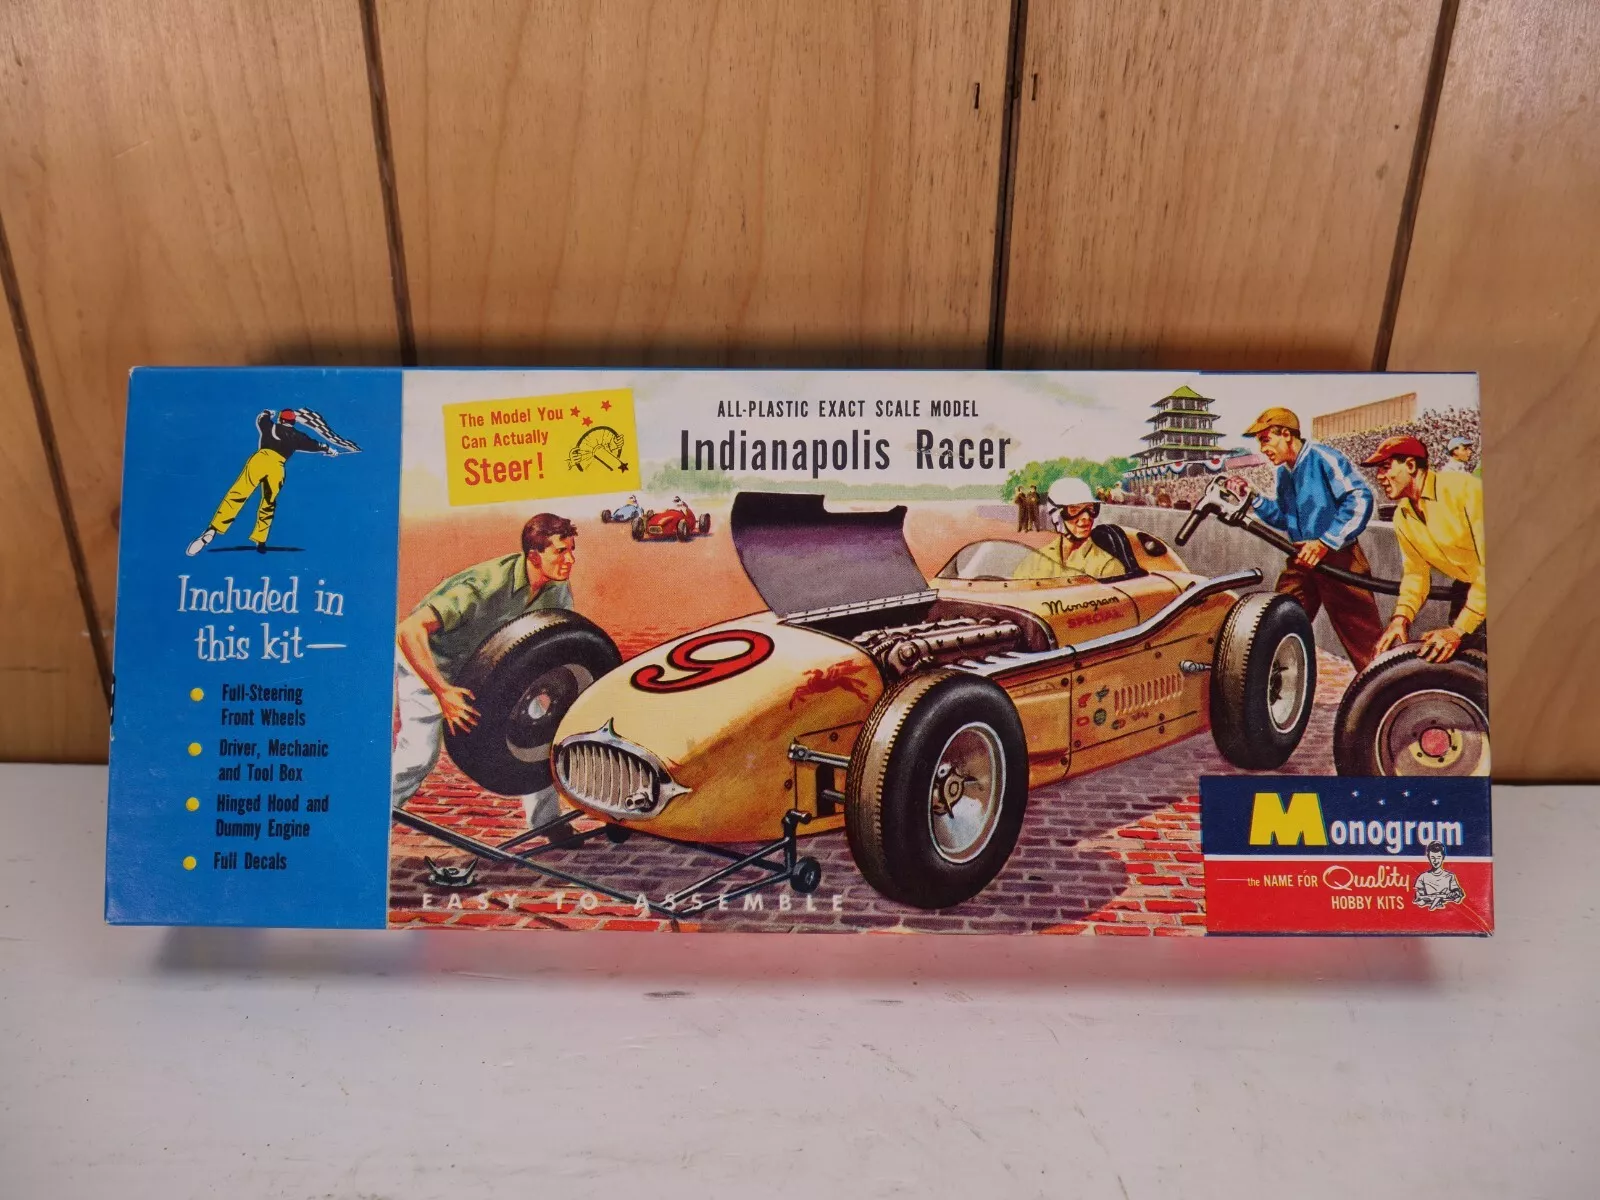 Included in
this kit—
Full-Steering
Front Wheels
Driver, Mechanic
and Tool Box
Hinged Hood and
Dummy Engine
Full Decals
The Model You
Can Actually
Steer!
ALL-PLASTIC EXACT SCALE MODEL
Indianapolis Racer
9
Monogram
SPECIAL
EASY TO ASSEMBLE
Monogram
the NAME FOR Quality
HOBBY KITS